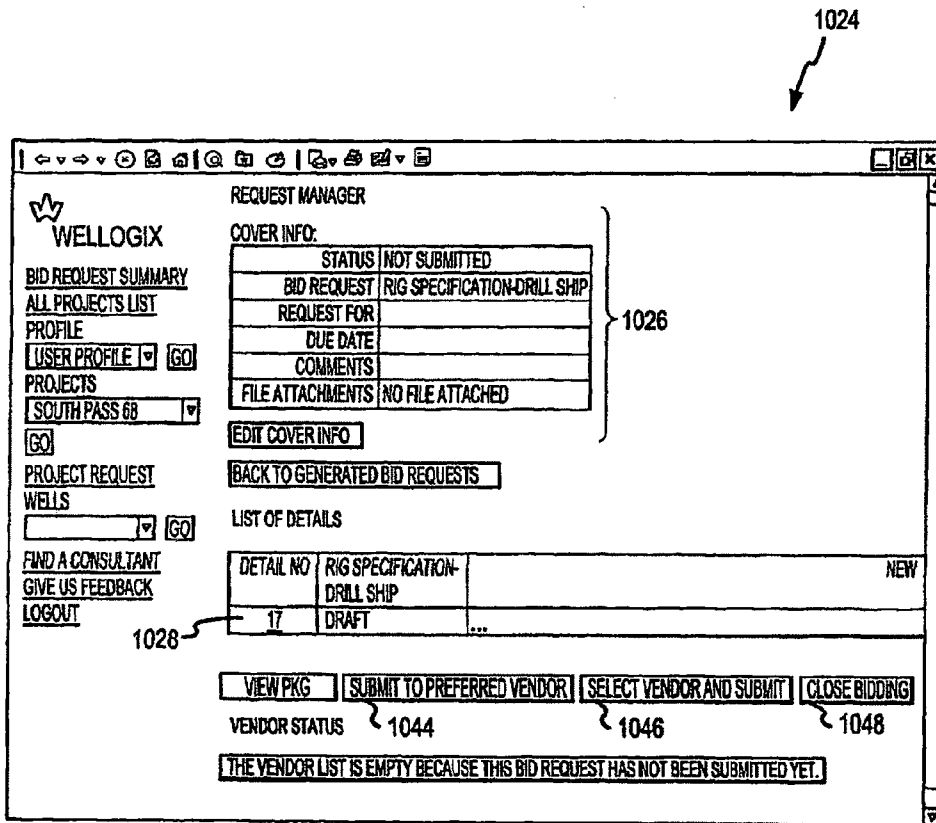 1024
WELLOGIX
BID REQUEST SUMMARY
ALL PROJECTS LIST
PROFILE
USER PROFILE GO
PROJECTS
SOUTH PASS 68
GO
PROJECT REQUEST
WELLS
GO
FIND A CONSULTANT
GIVE US FEEDBACK
LOGOUT
REQUEST MANAGER
COVER INFO:
STATUS NOT SUBMITTED
BID REQUEST RIG SPECIFICATION-DRILL SHIP
REQUEST FOR
DUE DATE
COMMENTS
FILE ATTACHMENTS NO FILE ATTACHED
1026
EDIT COVER INFO
BACK TO GENERATED BID REQUESTS
LIST OF DETAILS
DETAIL NO RIG SPECIFICATION- NEW
DRILL SHIP
17 DRAFT ...
1028
VIEW PKG SUBMIT TO PREFERRED VENDOR SELECT VENDOR AND SUBMIT CLOSE BIDDING
VENDOR STATUS 1044 1046 1048
THE VENDOR LIST IS EMPTY BECAUSE THIS BID REQUEST HAS NOT BEEN SUBMITTED YET.